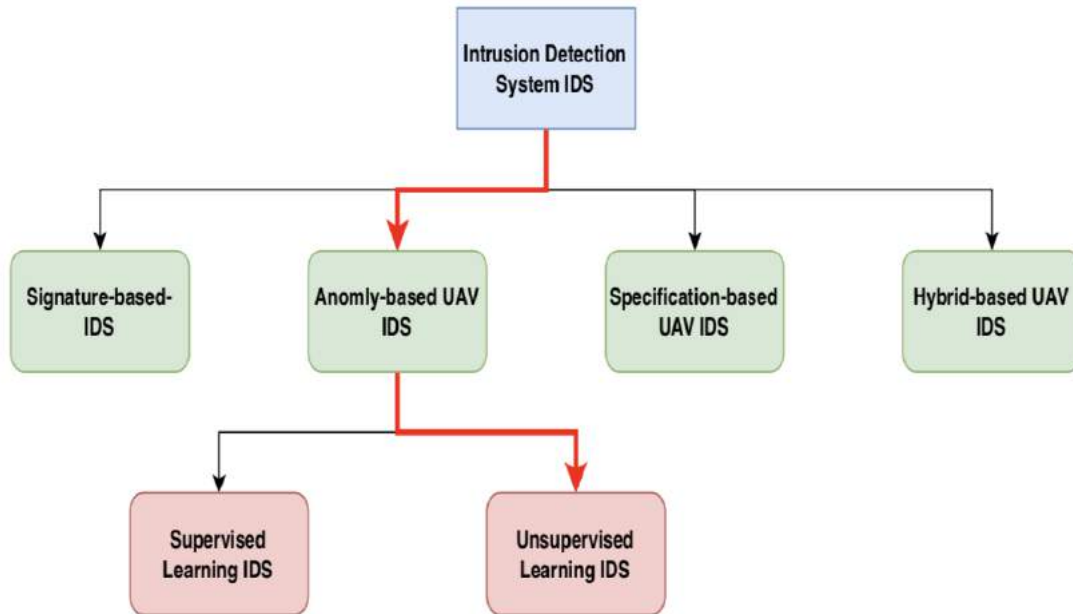 Intrusion Detection
System IDS
Signature-based-
IDS
Anomly-based UAV
IDS
Specification-based
UAV IDS
Hybrid-based UAV
IDS
Supervised
Learning IDS
Unsupervised
Learning IDS